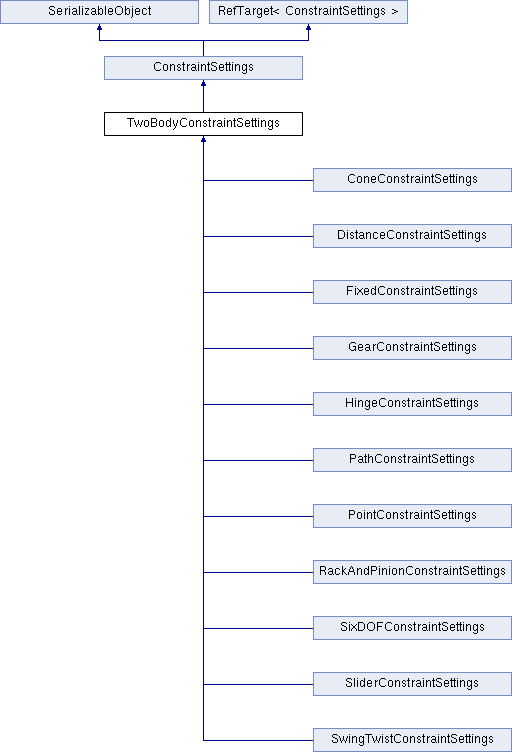 SerializableObject
RefTarget< ConstraintSettings >
ConstraintSettings
TwoBodyConstraintSettings
ConeConstraintSettings
DistanceConstraintSettings
FixedConstraintSettings
GearConstraintSettings
HingeConstraintSettings
PathConstraintSettings
PointConstraintSettings
RackAndPinionConstraintSettings
SixDOFConstraintSettings
SliderConstraintSettings
SwingTwistConstraintSettings